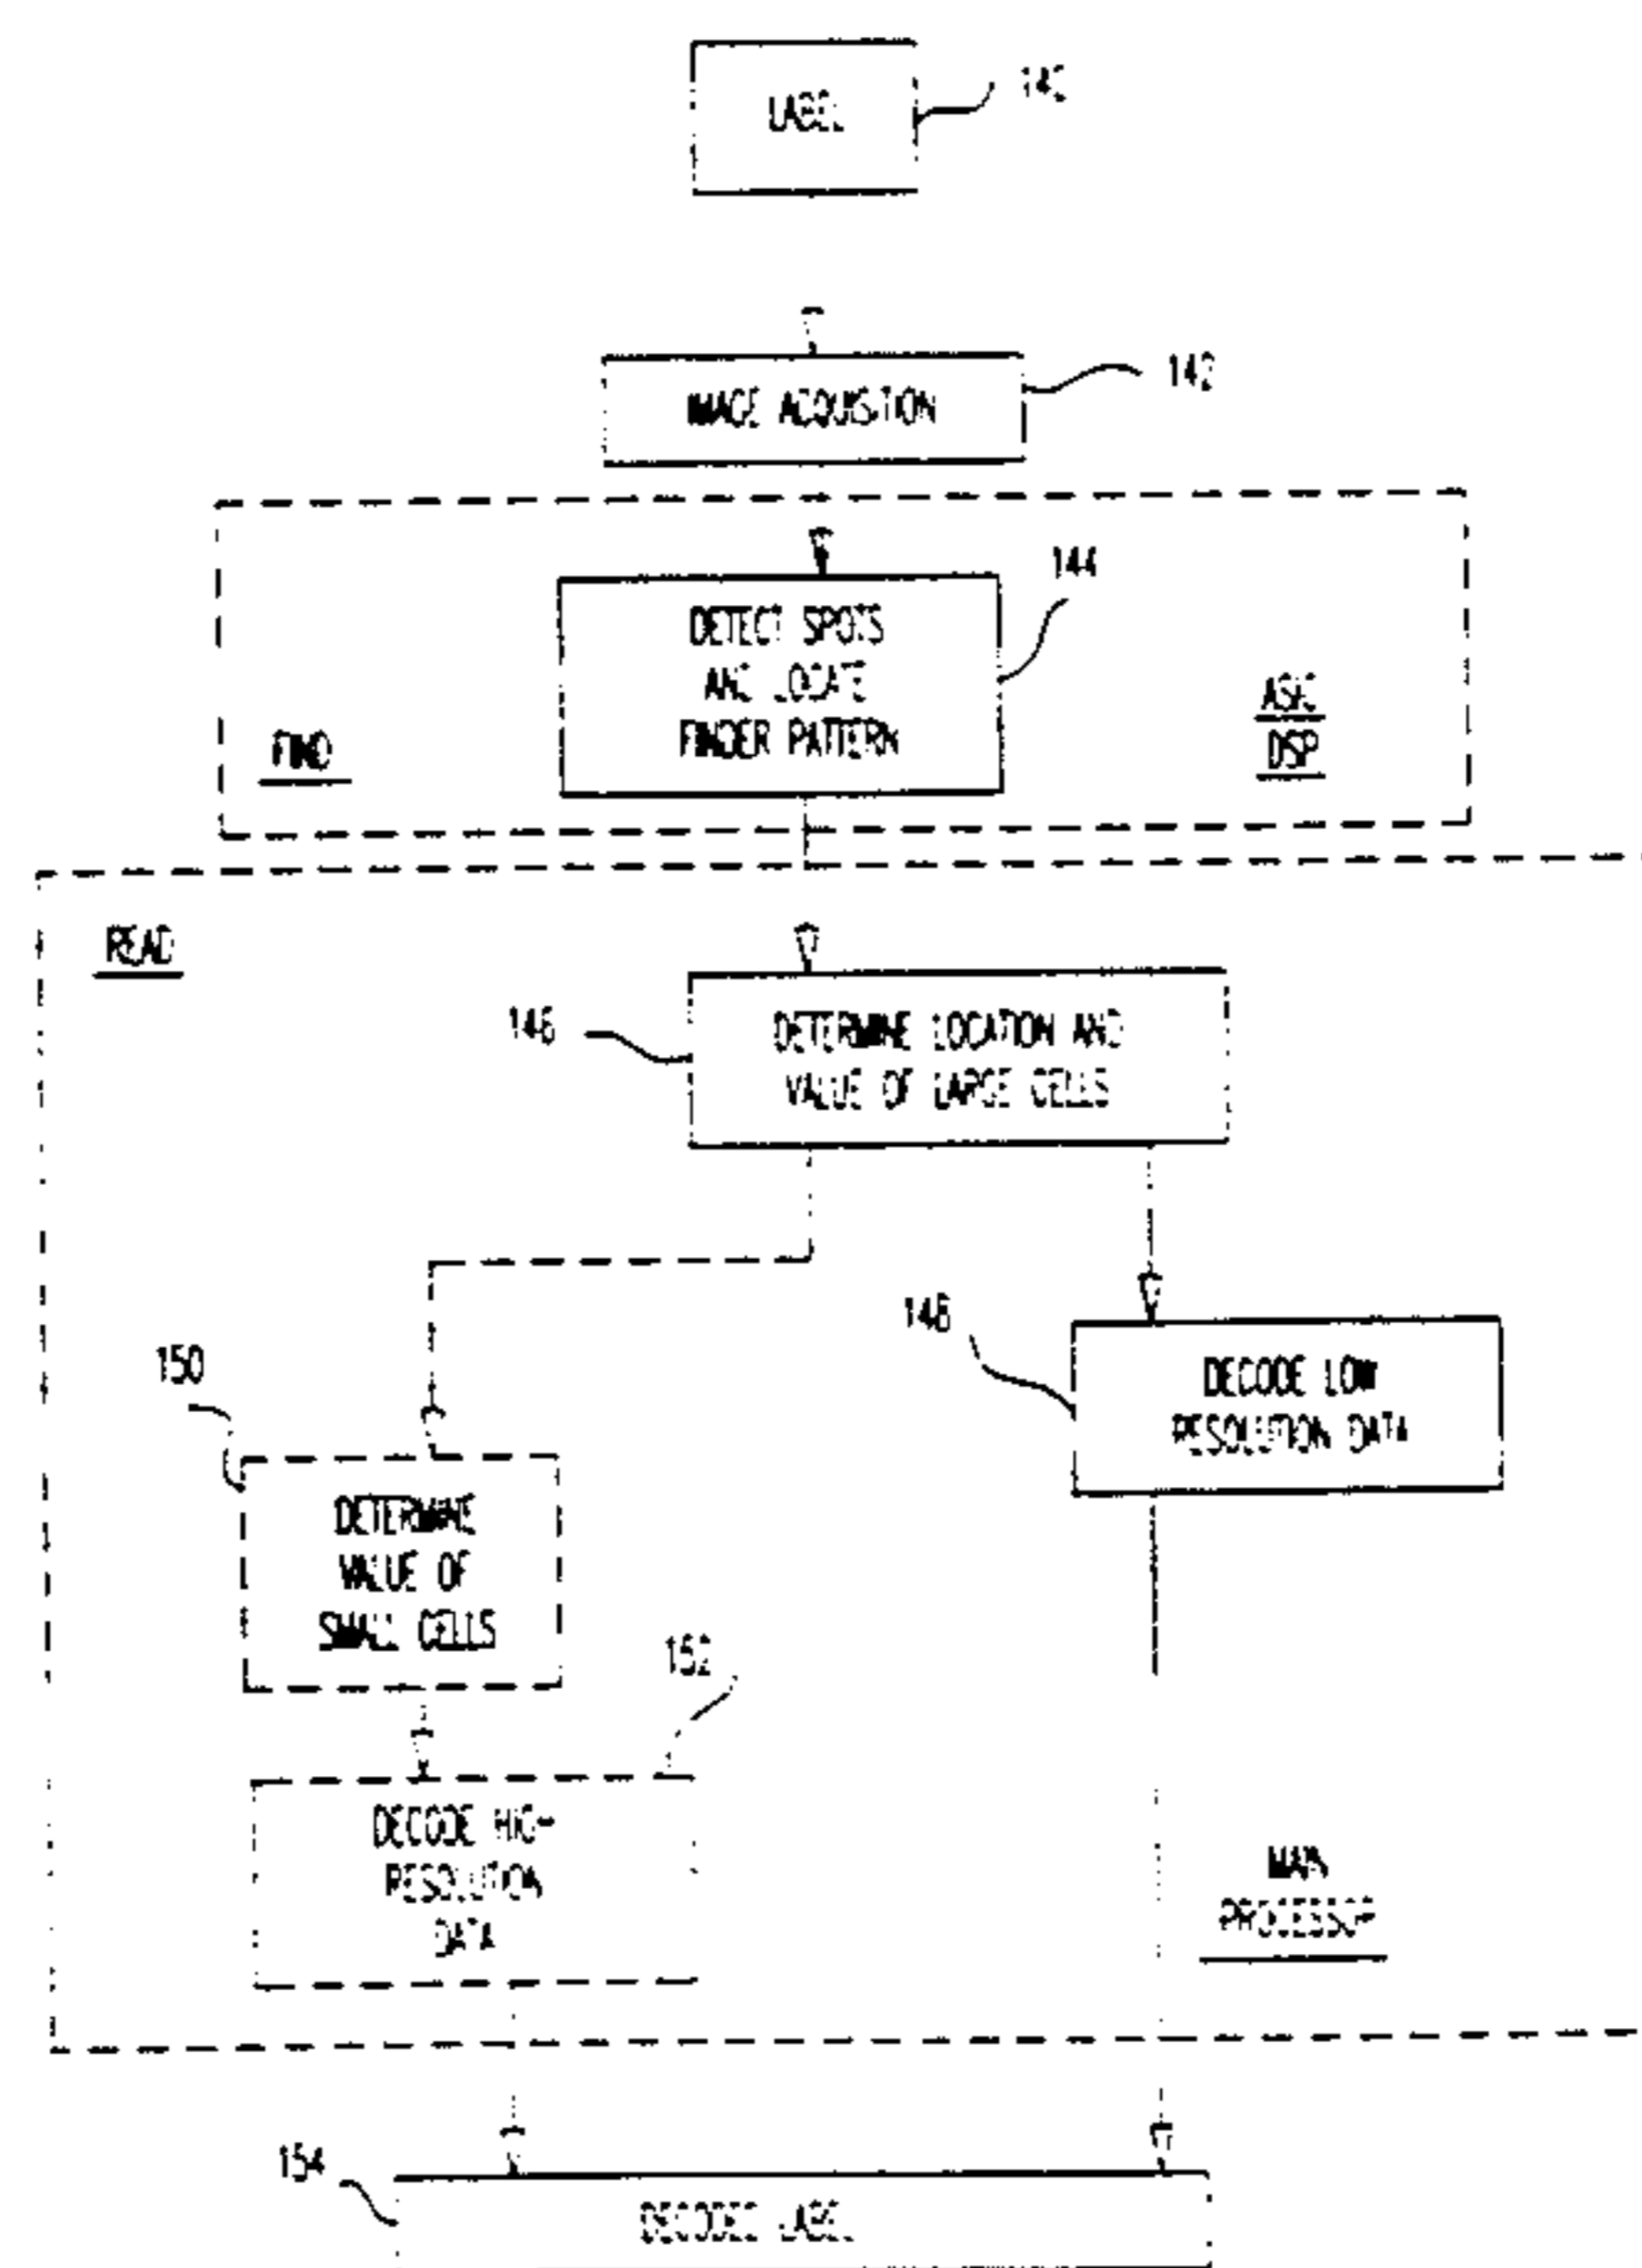 LABEL
IMAGE ACQUISITION
142
144
DETECT SPOTS
AND LOCATE
FINDER PATTERN
FIND
ASIC
DSP
READ
146
DETERMINE LOCATION AND
VALUE OF LARGE CELLS
DECODE LOW
RESOLUTION DATA
150
DETERMINE
VALUE OF
SMALL CELLS
152
DECODE HIGH
RESOLUTION
DATA
MAIN
PROCESSOR
154
DECODED LABEL